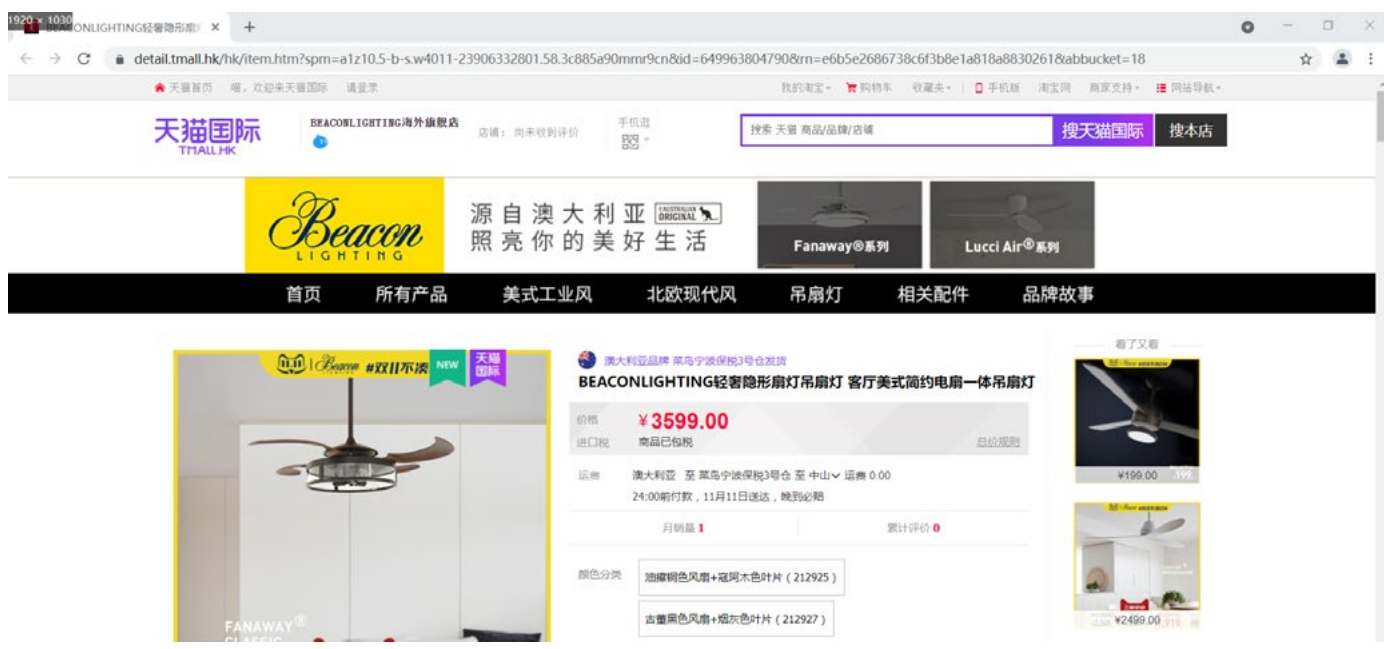 1920 × 1030
ONLIGHTING轻奢隐形扇
detail.tmall.hk/hk/item.htm?spm=a1z10.5-b-s.w4011-23906332801.58.3c885a90mmr9cn&id=649963804790&rn=e6b5e2686738c6f3b8e1a818a8830261&abbucket=18
天猫首页 喵，欢迎来天猫国际 请登录
我的淘宝 购物车 收藏夹 手机版 淘宝网 商家支持 网站导航
天猫国际
TMALL.HK
BEACONLIGHTING海外旗舰店
店铺： 尚未收到评价
手机逛
搜索 天猫 商品/品牌/店铺
搜天猫国际
搜本店
Beacon
LIGHTING
源自澳大利亚
AUSTRALIAN
ORIGINAL
照亮你的美好生活
Fanaway®系列
Lucci Air®系列
首页 所有产品 美式工业风 北欧现代风 吊扇灯 相关配件 品牌故事
11.11 Beacon #双11不凑
NEW
天猫
国际
澳大利亚品牌 菜鸟宁波保税3号仓发货
BEACONLIGHTING轻奢隐形扇灯吊扇灯 客厅美式简约电扇一体吊扇灯
价格 ¥3599.00
进口税 商品已包税 总价规则
运费 澳大利亚 至 菜鸟宁波保税3号仓 至 中山 运费 0.00
24:00前付款，11月11日送达，晚到必赔
月销量 1 累计评价 0
颜色分类
油擦铜色风扇+寇阿木色叶片（212925）
古董黑色风扇+烟灰色叶片（212927）
FANAWAY®
CLASSIC
看了又看
¥199.00
¥2499.00